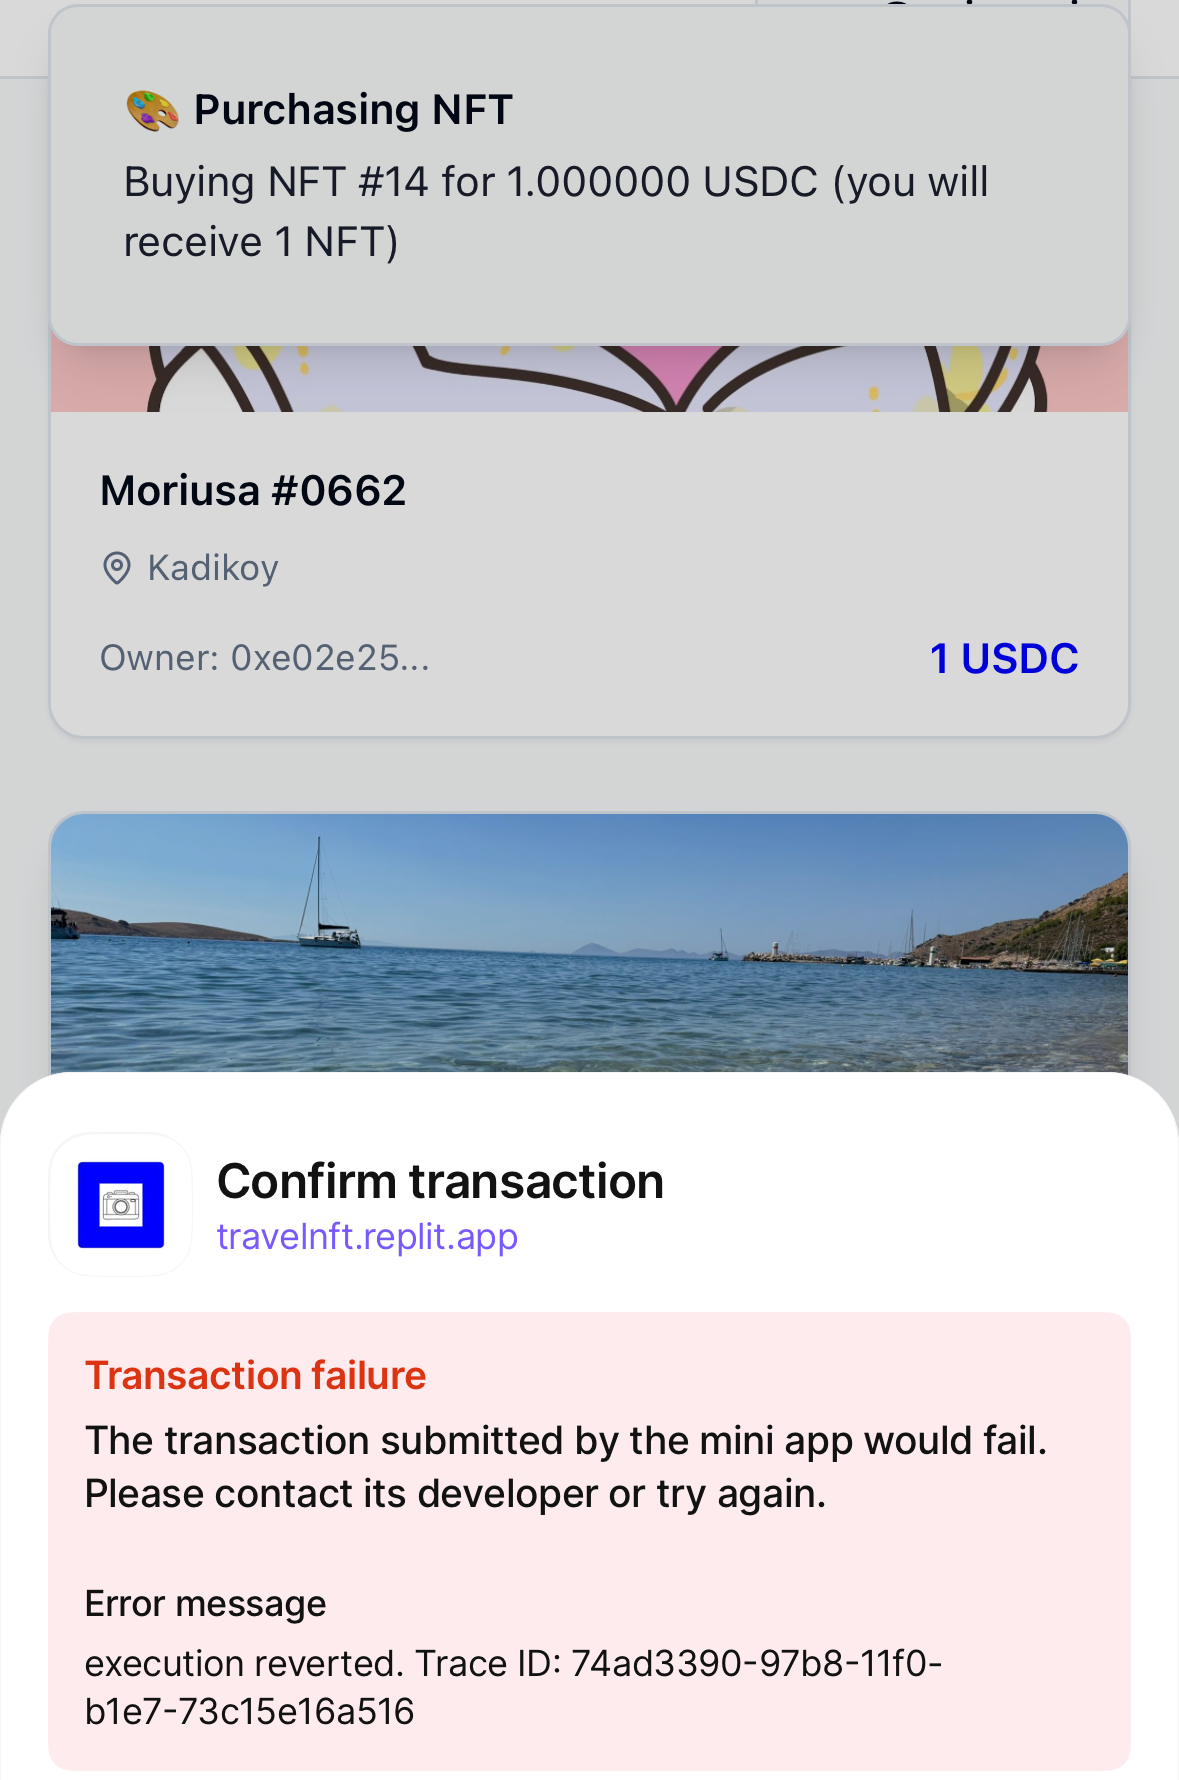 🎨 Purchasing NFT
Buying NFT #14 for 1.000000 USDC (you will
receive 1 NFT)
Moriusa #0662
Kadikoy
Owner: 0xe02e25...
1 USDC
Confirm transaction
travelnft.replit.app
Transaction failure
The transaction submitted by the mini app would fail.
Please contact its developer or try again.
Error message
execution reverted. Trace ID: 74ad3390-97b8-11f0-
b1e7-73c15e16a516